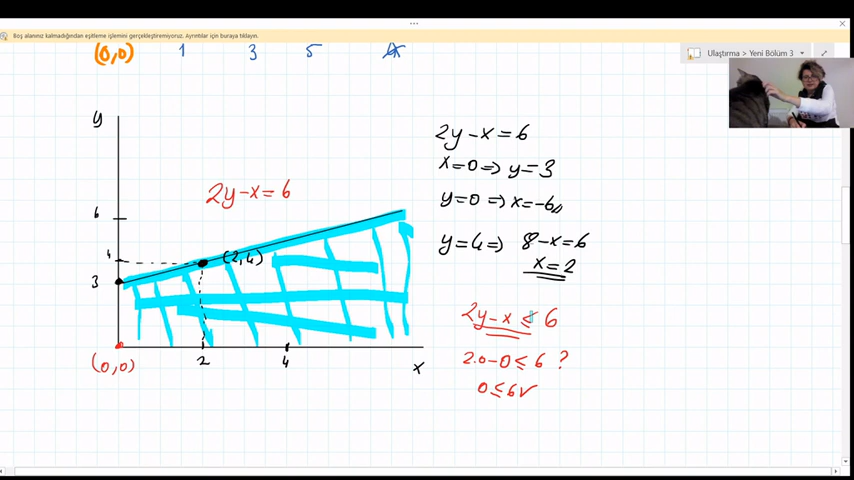 Boş alanınız kalmadığından eşitleme işlemini gerçekleştiremiyoruz. Ayrıntılar için buraya tıklayın.
(0,0) 1 3 5
Ulaştırma > Yeni Bölüm 3
y
2y-x=6
x=0⇒y=3
2y-x=6
y=0⇒x=-6
6
y=4⇒ 8-x=6
4
(2,4)
x=2
3
2y-x≤6
(0,0)
2
4
x
2.0-0≤6 ?
0≤6✓